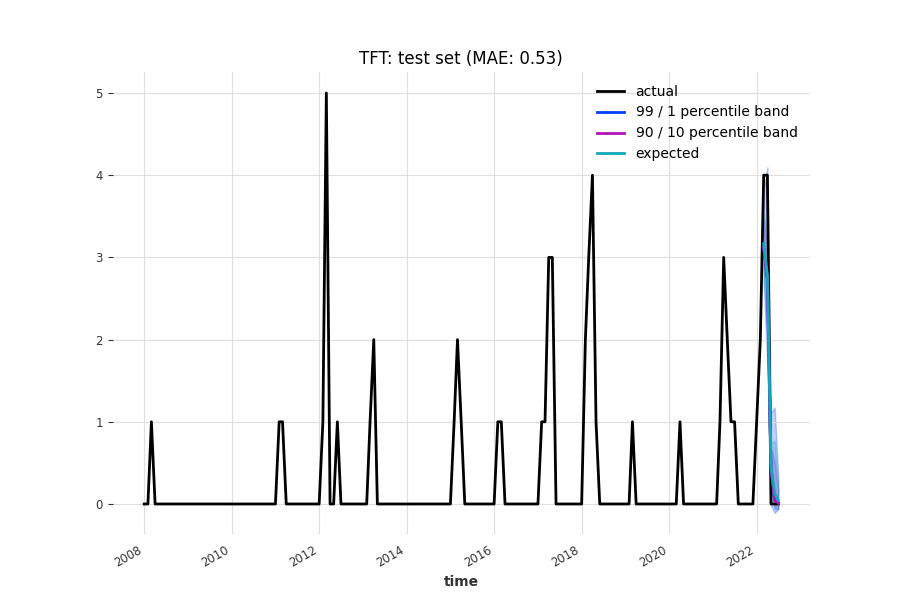 TFT: test set (MAE: 0.53)
actual
99 / 1 percentile band
90 / 10 percentile band
expected
5
4
3
2
1
0
2008
2010
2012
2014
2016
2018
2020
2022
time